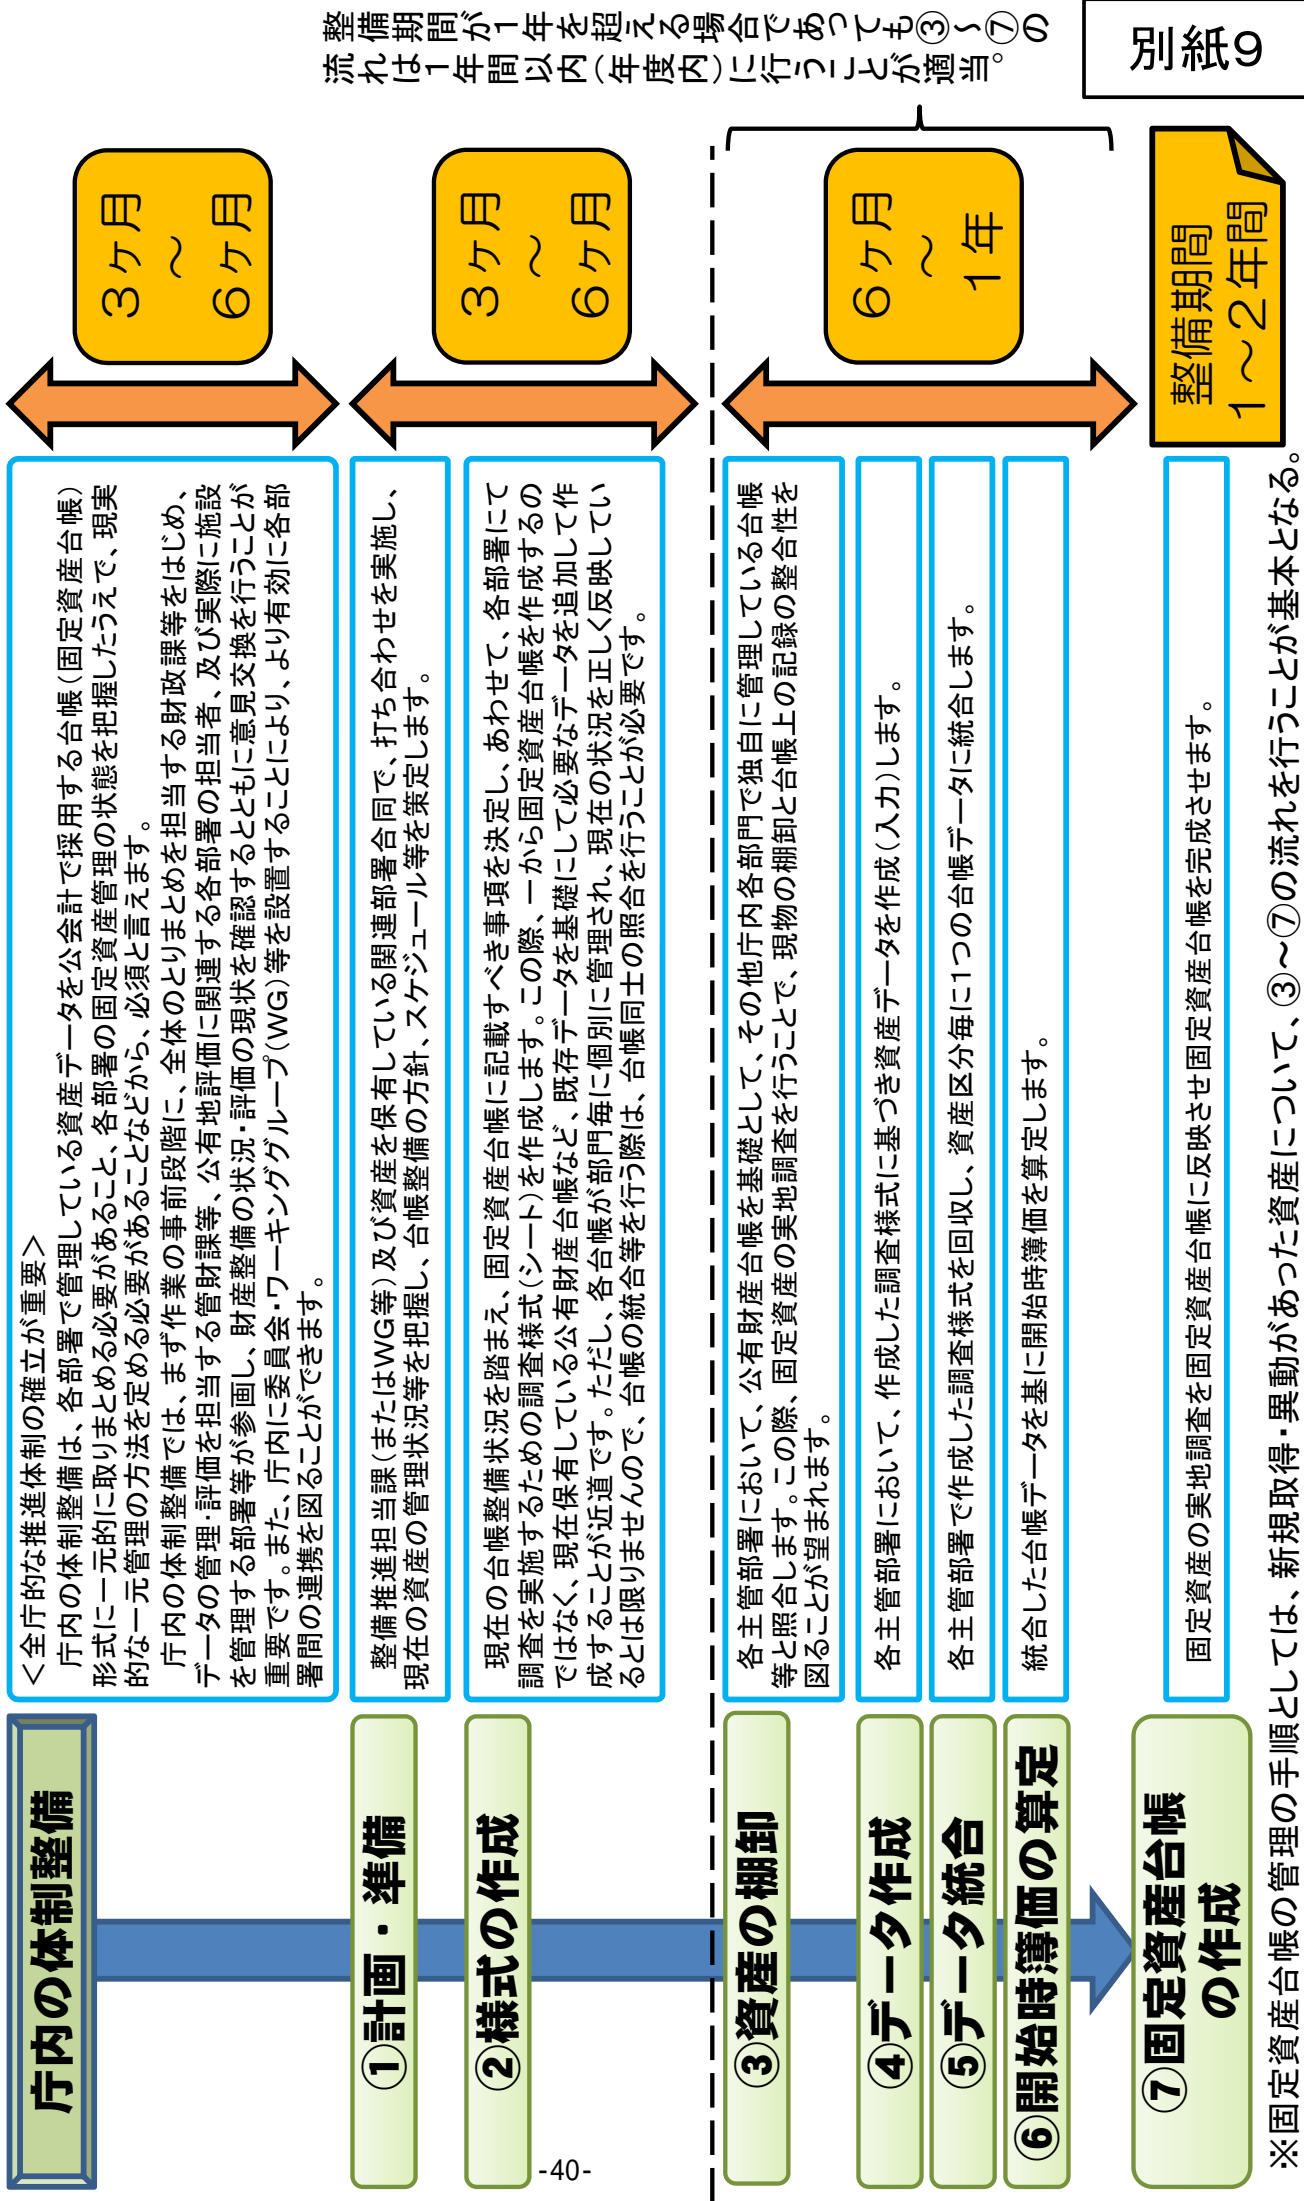 別紙9
庁内の体制整備
＜全庁的な推進体制の確立が重要＞
庁内の体制整備は、各部署で管理している資産データを公会計で採用する台帳（固定資産台帳）
形式に一元的に取りまとめる必要があること、各部署の固定資産管理の状態を把握したうえで、現実
的な一元管理の方法を定める必要があることなどから、必須と言えます。
庁内の体制整備では、まず作業の事前段階に、全体のとりまとめを担当する財政課等をはじめ、
データの管理・評価を担当する管財課等、公有地評価に関連する各部署の担当者、及び実際に施設
を管理する部署等が参画し、財産整備の状況・評価の現状を確認するとともに意見交換を行うことが
重要です。また、庁内に委員会・ワーキンググループ（WG）等を設置することにより、より有効に各部
署間の連携を図ることができます。
３ヶ月
～
６ヶ月
①計画・準備
整備推進担当課（またはWG等）及び資産を保有している関連部署合同で、打ち合わせを実施し、
現在の資産の管理状況等を把握し、台帳整備の方針、スケジュール等を策定します。
②様式の作成
現在の台帳整備状況を踏まえ、固定資産台帳に記載すべき事項を決定し、あわせて、各部署にて
調査を実施するための調査様式（シート）を作成します。この際、一から固定資産台帳を作成するの
ではなく、現在保有している公有財産台帳など、既存データを基礎にして必要なデータを追加して作
成することが近道です。ただし、各台帳が部門毎に個別に管理され、現在の状況を正しく反映してい
るとは限りませんので、台帳の統合等を行う際は、台帳同士の照合を行うことが必要です。
３ヶ月
～
６ヶ月
③資産の棚卸
各主管部署において、公有財産台帳を基礎として、その他庁内各部門で独自に管理している台帳
等と照合します。この際、固定資産の実地調査を行うことで、現物の棚卸と台帳上の記録の整合性を
図ることが望まれます。
④データ作成
各主管部署において、作成した調査様式に基づき資産データを作成（入力）します。
⑤データ統合
各主管部署で作成した調査様式を回収し、資産区分毎に１つの台帳データに統合します。
⑥開始時簿価の算定
統合した台帳データを基に開始時簿価を算定します。
６ヶ月
～
１年
整備期間が１年を超える場合であっても③～⑦の
流れは１年間以内（年度内）に行うことが適当。
⑦固定資産台帳
の作成
固定資産の実地調査を固定資産台帳に反映させ固定資産台帳を完成させます。
整備期間
１～２年間
※固定資産台帳の管理の手順としては、新規取得・異動があった資産について、③～⑦の流れを行うことが基本となる。
-40-